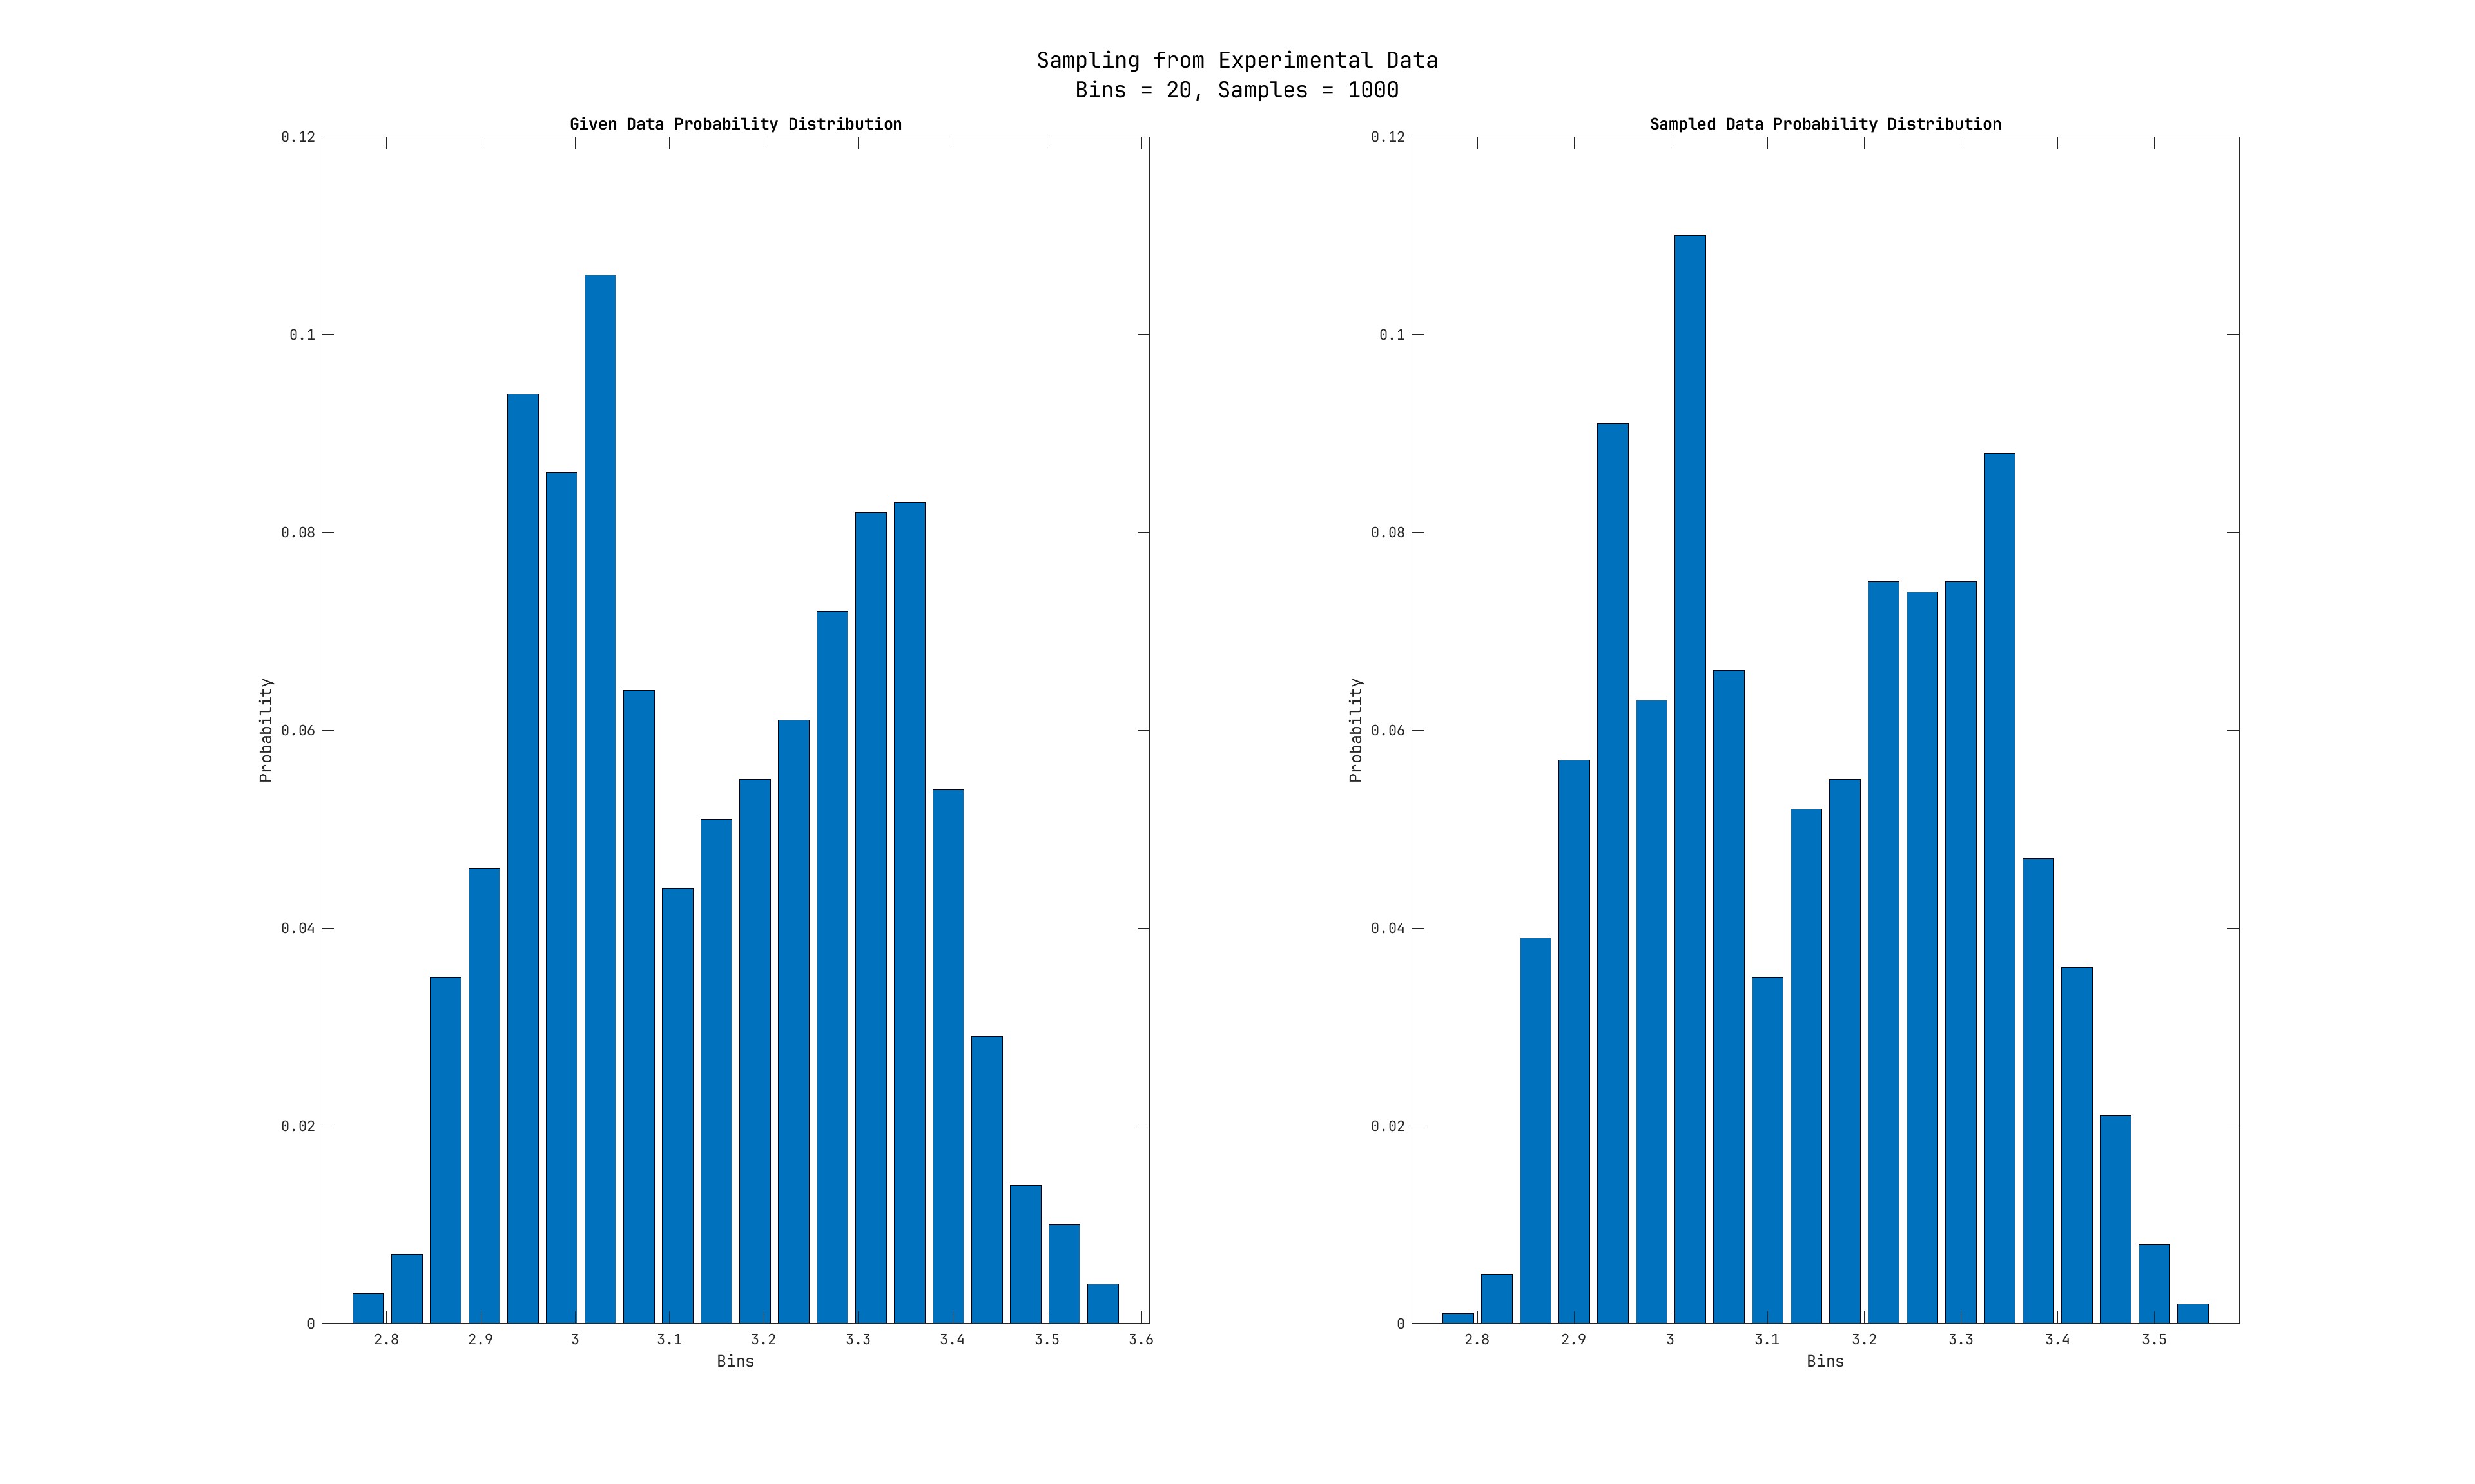 Sampling from Experimental Data
Bins = 20, Samples = 1000
Given Data Probability Distribution
0.12
0.1
0.08
0.06
0.04
0.02
0
Probability
2.8 2.9 3 3.1 3.2 3.3 3.4 3.5 3.6
Bins
Sampled Data Probability Distribution
0.12
0.1
0.08
0.06
0.04
0.02
0
Probability
2.8 2.9 3 3.1 3.2 3.3 3.4 3.5
Bins